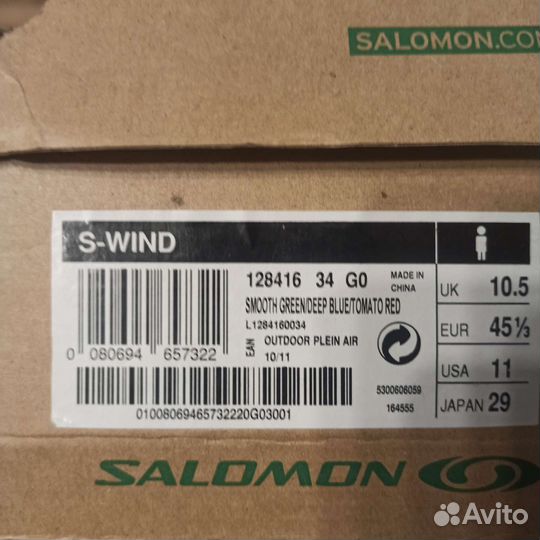 SALOMON.COM
S-WIND
128416 34 G0
MADE IN
CHINA
SMOOTH GREEN/DEEP BLUE/TOMATO RED
L1284160034
EAN
OUTDOOR PLEIN AIR
10/11
0 080694 657322
5300606059
164555
01008069465732220G03001
UK 10.5
EUR 45⅓
USA 11
JAPAN 29
SALOMON
Avito